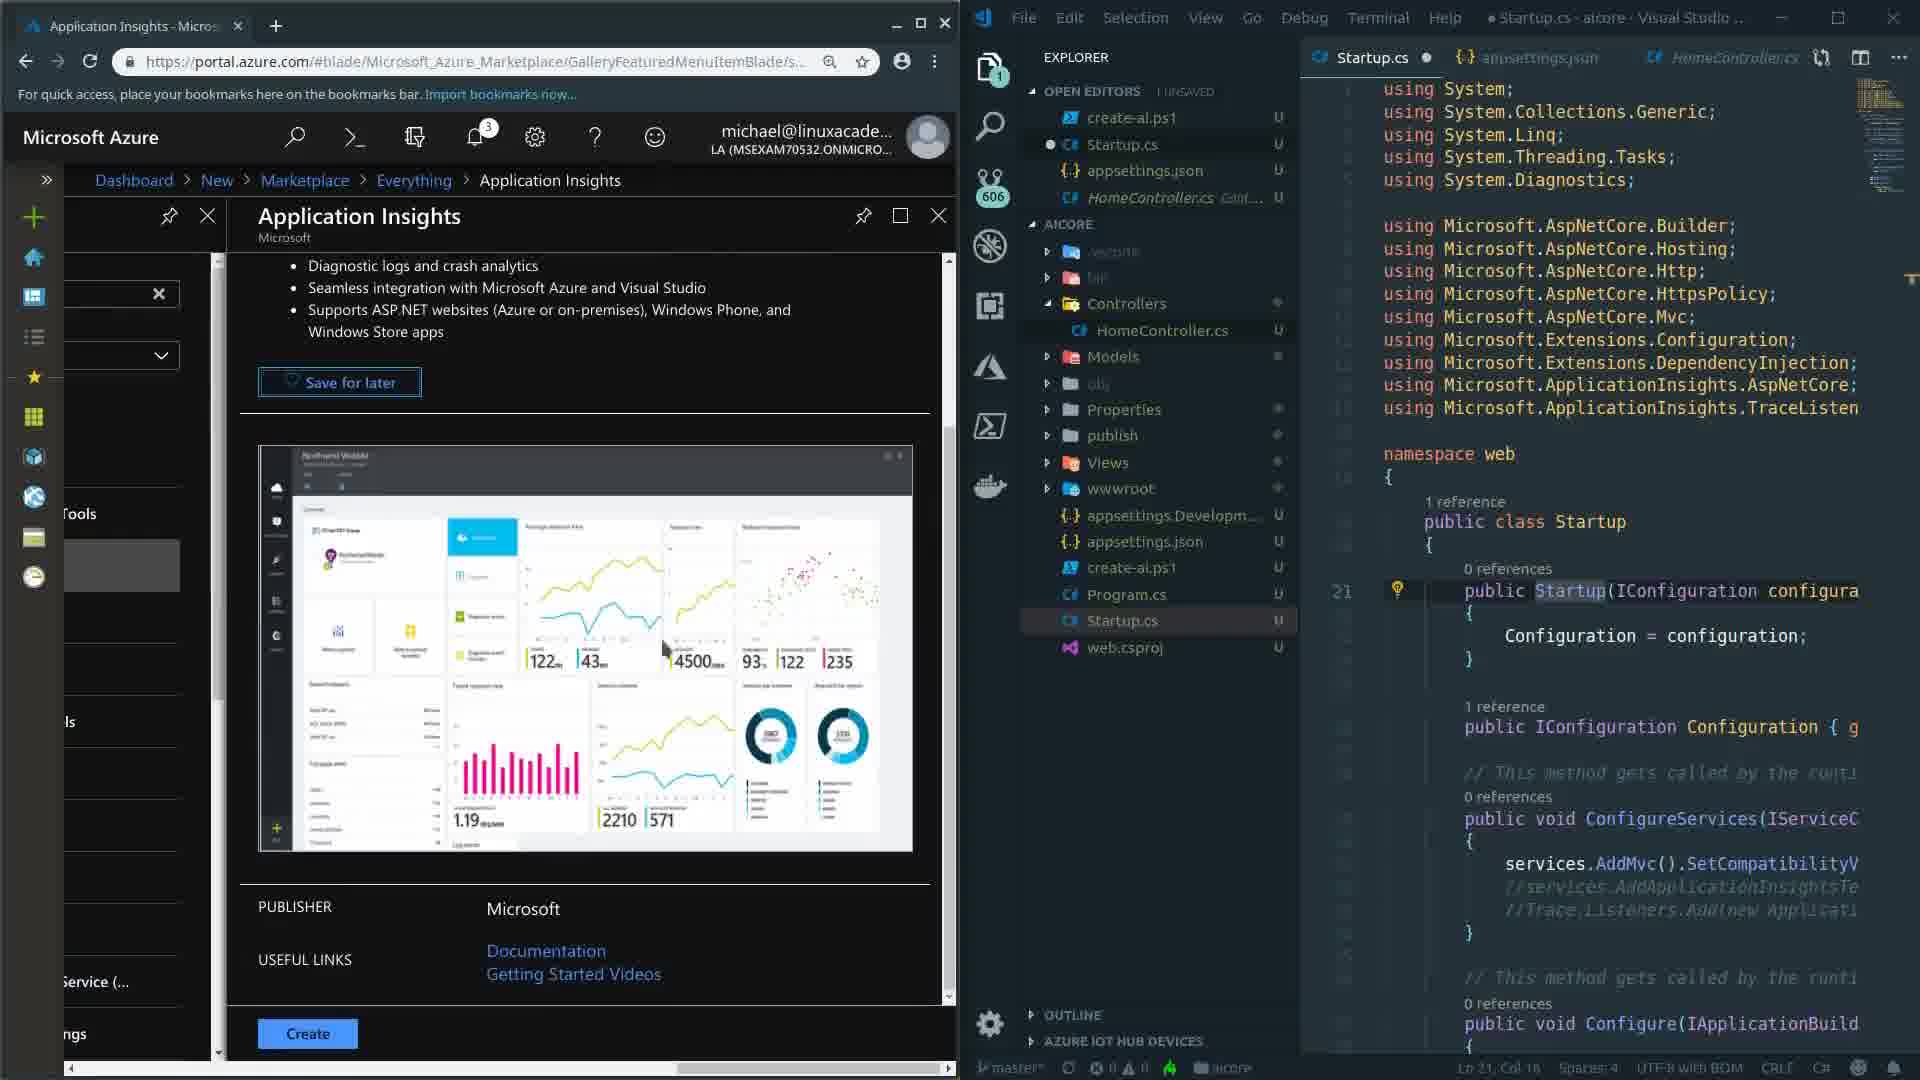 Application Insights - Micros
https://portal.azure.com/#blade/Microsoft_Azure_Marketplace/GalleryFeaturedMenuItemBlade/s...
For quick access, place your bookmarks here on the bookmarks bar. Import bookmarks now...
Microsoft Azure
3
michael@linuxacade...
LA (MSEXAM70532.ONMICRO...
Dashboard > New > Marketplace > Everything > Application Insights
Application Insights
Microsoft
Diagnostic logs and crash analytics
Seamless integration with Microsoft Azure and Visual Studio
Supports ASP.NET websites (Azure or on-premises), Windows Phone, and
Windows Store apps
Save for later
Tools
ls
Service (...
ngs
122
43
4500
93
122
235
1.19
2210
571
PUBLISHER
Microsoft
USEFUL LINKS
Documentation
Getting Started Videos
Create
File Edit Selection View Go Debug Terminal Help
Startup.cs - aicore - Visual Studio ...
EXPLORER
1
606
OPEN EDITORS 1 UNSAVED
create-ai.ps1 U
Startup.cs U
appsettings.json U
HomeController.cs Cont... U
AICORE
.vscode
bin
Controllers
HomeController.cs U
Models
obj
Properties
publish
Views
wwwroot
appsettings.Developm... U
appsettings.json U
create-ai.ps1 U
Program.cs U
Startup.cs U
web.csproj U
OUTLINE
AZURE IOT HUB DEVICES
Startup.cs
appsettings.json
HomeController.cs
using System;
using System.Collections.Generic;
using System.Linq;
using System.Threading.Tasks;
using System.Diagnostics;
using Microsoft.AspNetCore.Builder;
using Microsoft.AspNetCore.Hosting;
using Microsoft.AspNetCore.Http;
using Microsoft.AspNetCore.HttpsPolicy;
using Microsoft.AspNetCore.Mvc;
using Microsoft.Extensions.Configuration;
using Microsoft.Extensions.DependencyInjection;
using Microsoft.ApplicationInsights.AspNetCore;
using Microsoft.ApplicationInsights.TraceListen
namespace web
{
1 reference
public class Startup
{
0 references
21 public Startup(IConfiguration configura
{
Configuration = configuration;
}
1 reference
public IConfiguration Configuration { g
// This method gets called by the runti
0 references
public void ConfigureServices(IServiceC
{
services.AddMvc().SetCompatibilityV
//services.AddApplicationInsightsTe
//Trace.Listeners.Add(new Applicati
}
// This method gets called by the runti
0 references
public void Configure(IApplicationBuild
{
master* 0 0 aicore
Ln 21, Col 16 Spaces: 4 UTF-8 with BOM CRLF C#